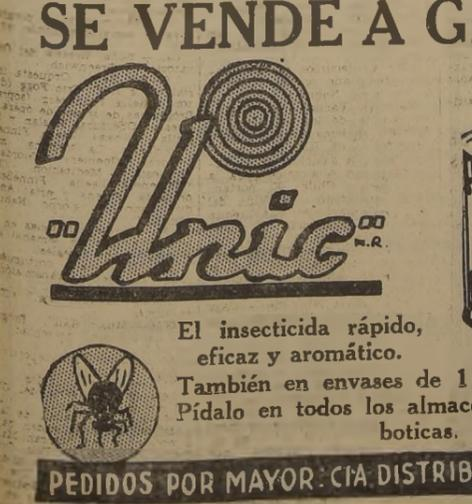 SE VENDE A G
"Unic"
M.R.
El insecticida rápido,
eficaz y aromático.
También en envases de 1
Pídalo en todos los almac
boticas.
PEDIDOS POR MAYOR: CIA DISTRIB